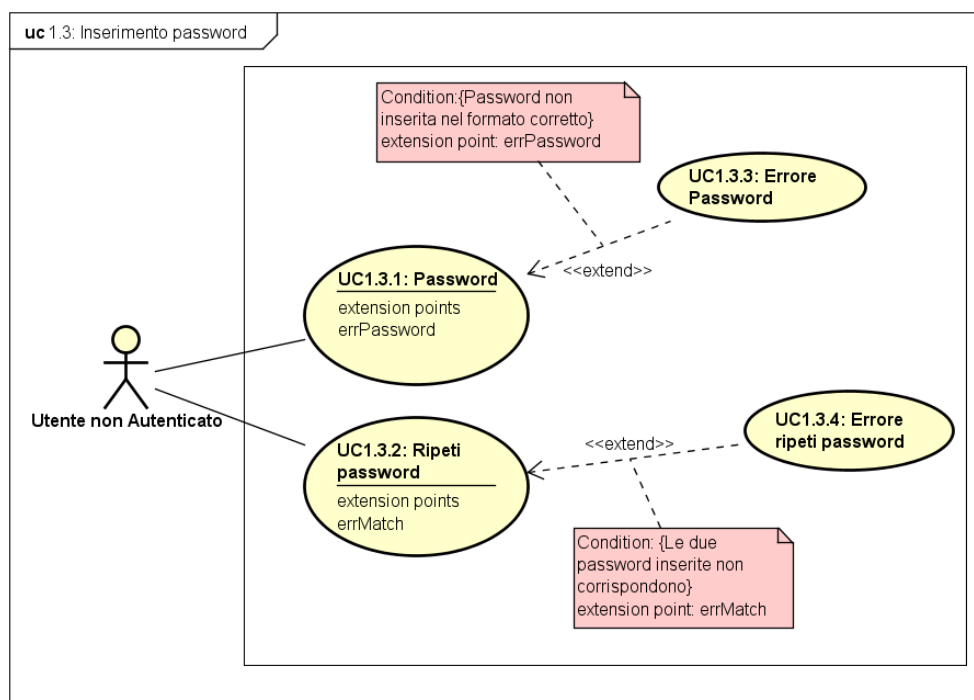 uc 1.3: Inserimento password
Condition:{Password non
inserita nel formato corretto}
extension point: errPassword
UC1.3.3: Errore
Password
<<extend>>
UC1.3.1: Password
extension points
errPassword
Utente non Autenticato
UC1.3.2: Ripeti
password
extension points
errMatch
<<extend>>
UC1.3.4: Errore
ripeti password
Condition: {Le due
password inserite non
corrispondono}
extension point: errMatch